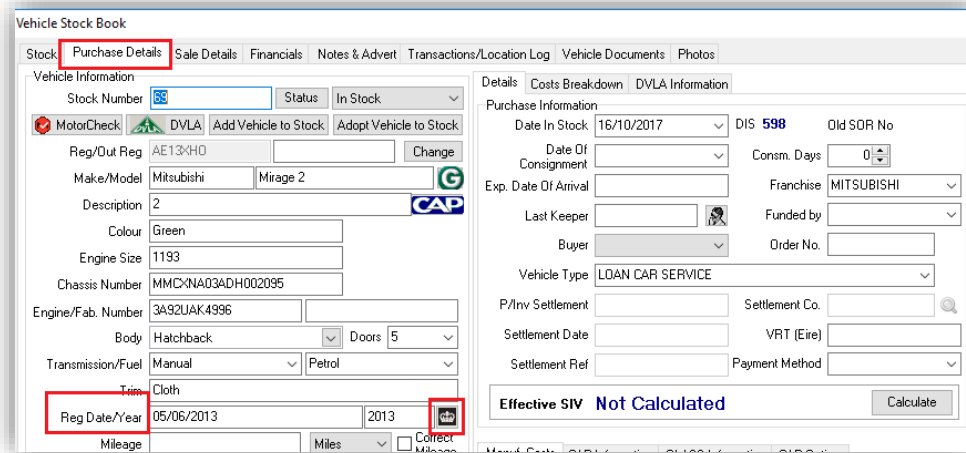 Vehicle Stock Book
Stock Purchase Details Sale Details Financials Notes & Advert Transactions/Location Log Vehicle Documents Photos
Vehicle Information
Stock Number 69 Status In Stock
MotorCheck DVLA Add Vehicle to Stock Adopt Vehicle to Stock
Reg/Out Reg AE13XHO Change
Make/Model Mitsubishi Mirage 2 G
Description 2 CAP
Colour Green
Engine Size 1193
Chassis Number MMCXNA03ADH002095
Engine/Fab. Number 3A92UAK4996
Body Hatchback Doors 5
Transmission/Fuel Manual Petrol
Trim Cloth
Reg Date/Year 05/06/2013 2013
Mileage Miles Correct Mileage
Details Costs Breakdown DVLA Information
Purchase Information
Date In Stock 16/10/2017 DIS 598 Old SOR No
Date Of Consignment Consm. Days 0
Exp. Date Of Arrival Franchise MITSUBISHI
Last Keeper Funded by
Buyer Order No.
Vehicle Type LOAN CAR SERVICE
P/Inv Settlement Settlement Co.
Settlement Date VRT (Eire)
Settlement Ref Payment Method
Effective SIV Not Calculated Calculate